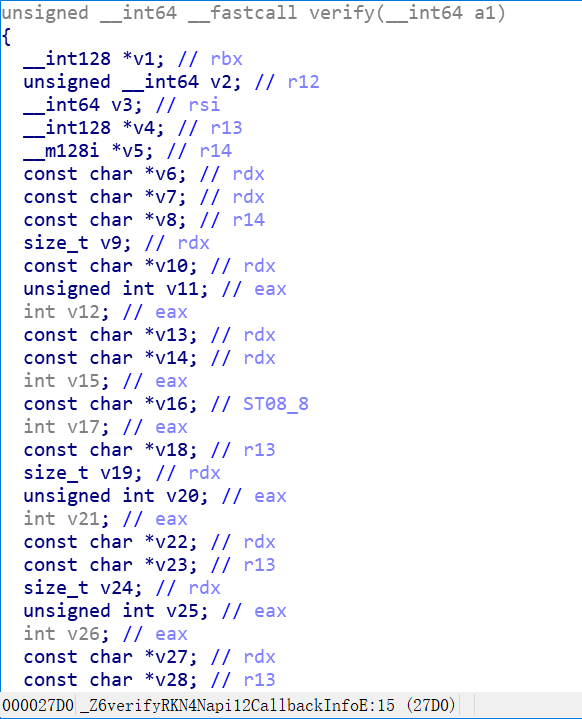 unsigned __int64 __fastcall verify(__int64 a1)
{
  __int128 *v1; // rbx
  unsigned __int64 v2; // r12
  __int64 v3; // rsi
  __int128 *v4; // r13
  __m128i *v5; // r14
  const char *v6; // rdx
  const char *v7; // rdx
  const char *v8; // r14
  size_t v9; // rdx
  const char *v10; // rdx
  unsigned int v11; // eax
  int v12; // eax
  const char *v13; // rdx
  const char *v14; // rdx
  int v15; // eax
  const char *v16; // ST08_8
  int v17; // eax
  const char *v18; // r13
  size_t v19; // rdx
  unsigned int v20; // eax
  int v21; // eax
  const char *v22; // rdx
  const char *v23; // r13
  size_t v24; // rdx
  unsigned int v25; // eax
  int v26; // eax
  const char *v27; // rdx
  const char *v28; // r13
000027D0 _Z6verifyRKN4Napi12CallbackInfoE:15 (27D0)